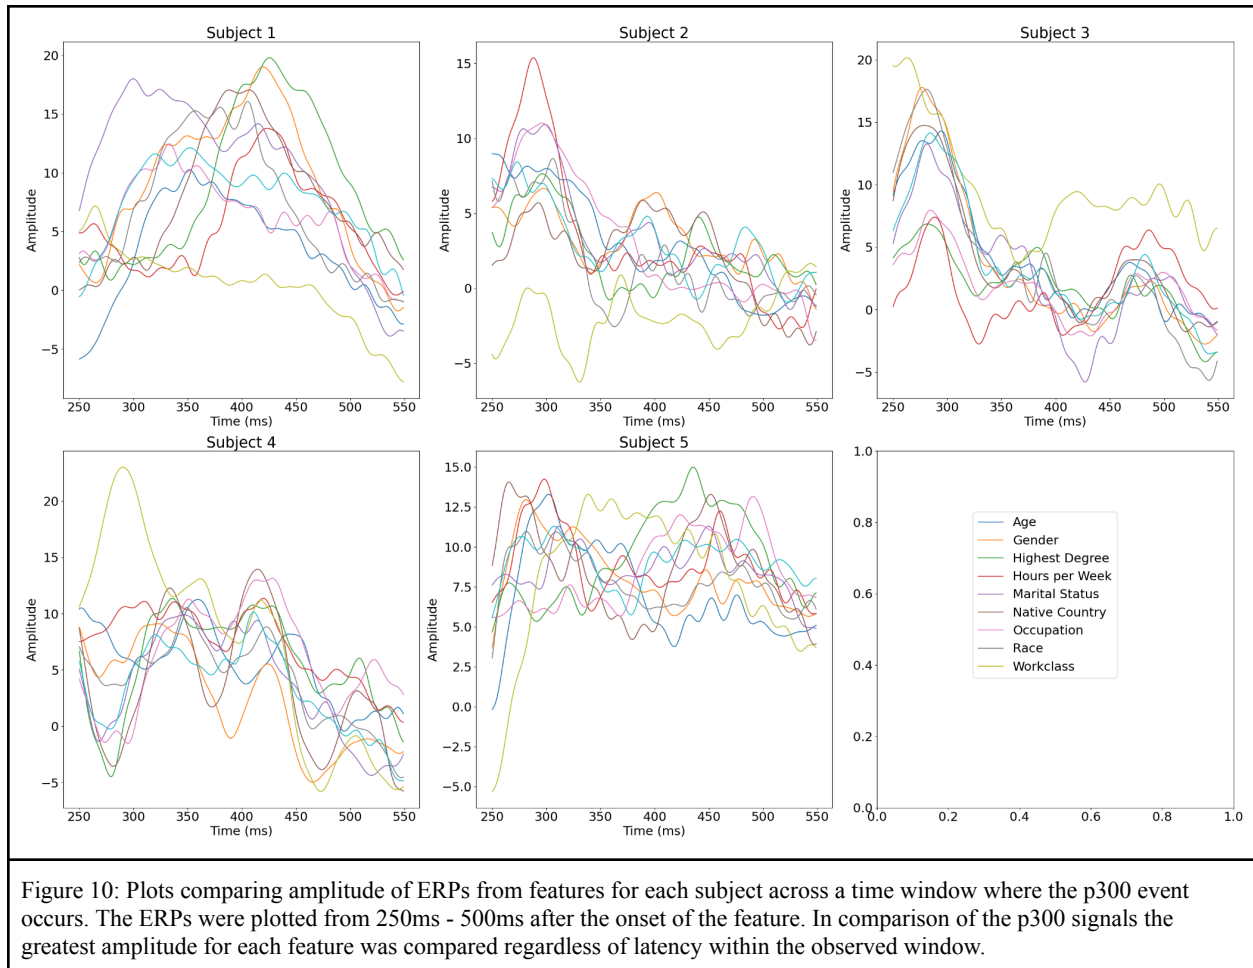 Subject 1
20
15
10
5
0
−5
Amplitude
250 300 350 400 450 500 550
Time (ms)
Subject 2
15
10
5
0
−5
Amplitude
250 300 350 400 450 500 550
Time (ms)
Subject 3
20
15
10
5
0
−5
Amplitude
250 300 350 400 450 500 550
Time (ms)
Subject 4
20
15
10
5
0
−5
Amplitude
250 300 350 400 450 500 550
Time (ms)
Subject 5
15.0
12.5
10.0
7.5
5.0
2.5
0.0
−2.5
−5.0
Amplitude
250 300 350 400 450 500 550
Time (ms)
1.0
0.8
0.6
0.4
0.2
0.0
0.0 0.2 0.4 0.6 0.8 1.0
Age
Gender
Highest Degree
Hours per Week
Marital Status
Native Country
Occupation
Race
Workclass
Figure 10: Plots comparing amplitude of ERPs from features for each subject across a time window where the p300 event
occurs. The ERPs were plotted from 250ms - 500ms after the onset of the feature. In comparison of the p300 signals the
greatest amplitude for each feature was compared regardless of latency within the observed window.